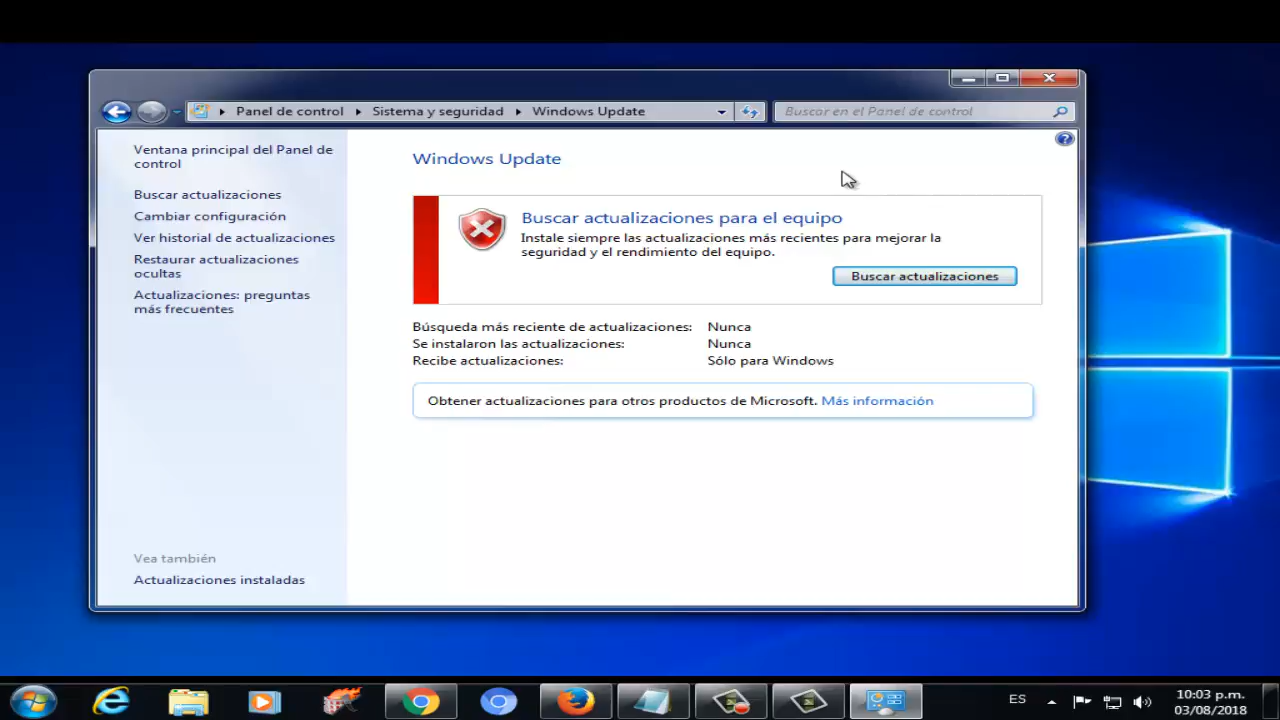 Panel de control
Sistema y seguridad
Windows Update
Buscar en el Panel de control
Ventana principal del Panel de
control
Buscar actualizaciones
Cambiar configuración
Ver historial de actualizaciones
Restaurar actualizaciones
ocultas
Actualizaciones: preguntas
más frecuentes
Vea también
Actualizaciones instaladas
Windows Update
Buscar actualizaciones para el equipo
Instale siempre las actualizaciones más recientes para mejorar la
seguridad y el rendimiento del equipo.
Buscar actualizaciones
Búsqueda más reciente de actualizaciones: Nunca
Se instalaron las actualizaciones: Nunca
Recibe actualizaciones: Sólo para Windows
Obtener actualizaciones para otros productos de Microsoft. Más información
ES
10:03 p.m.
03/08/2018